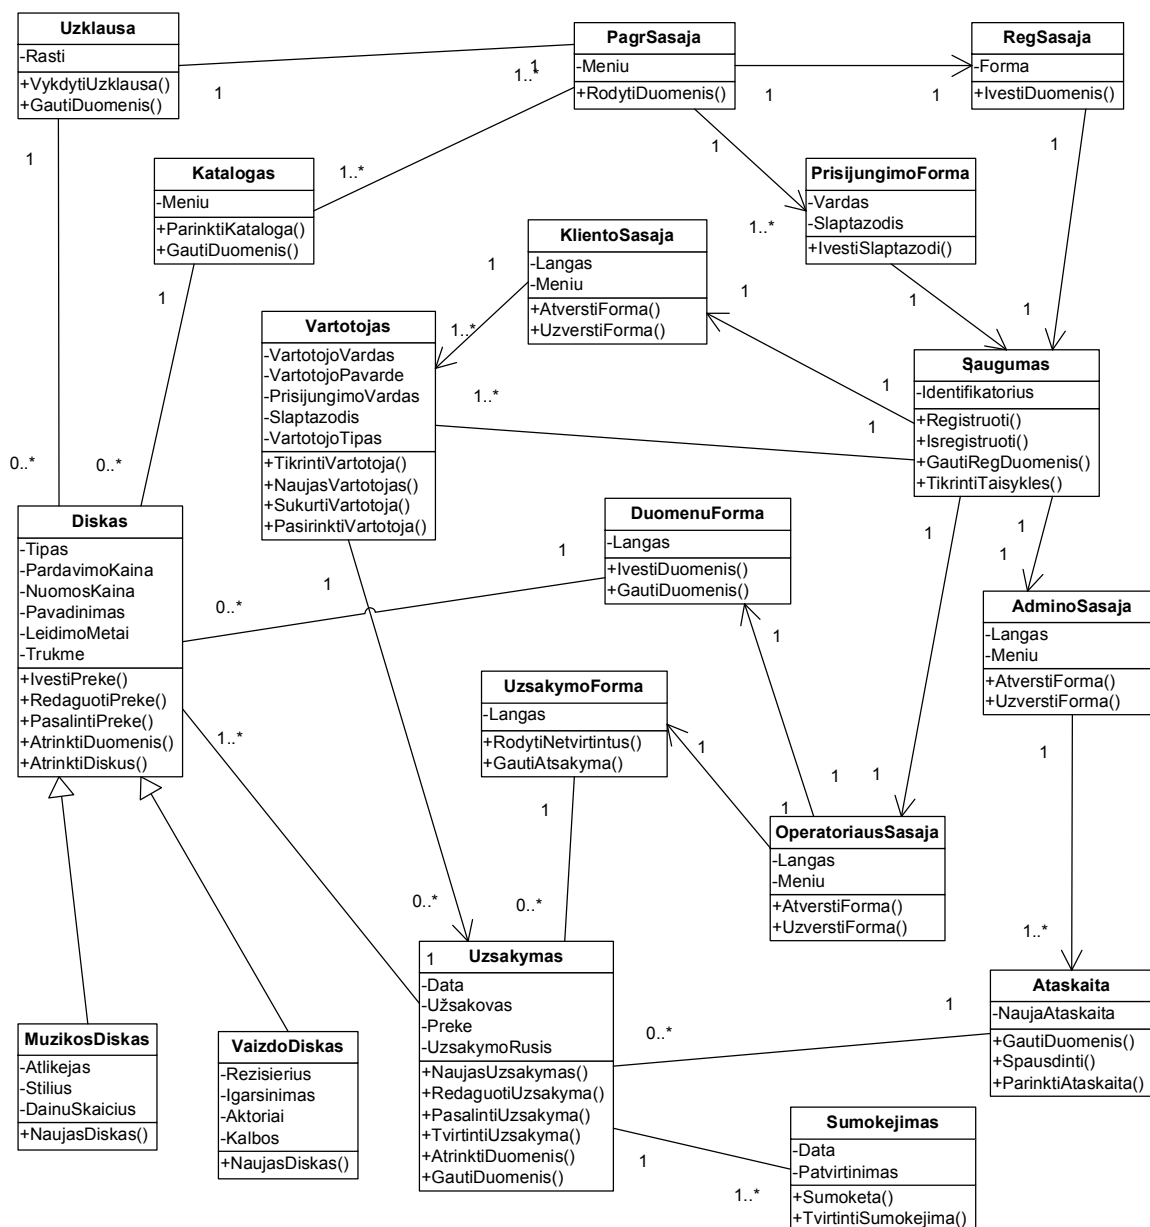 Uzklausa
-Rasti
+VykdytiUzklausa()
+GautiDuomenis()
PagrSasaja
-Meniu
+RodytiDuomenis()
RegSasaja
-Forma
+IvestiDuomenis()
1
1
1..*
1
1
1
1
1
Katalogas
-Meniu
+ParinktiKataloga()
+GautiDuomenis()
1..*
PrisijungimoForma
-Vardas
-Slaptazodis
+IvestiSlaptazodi()
1..*
KlientoSasaja
-Langas
-Meniu
+AtverstiForma()
+UzverstiForma()
1
1
1
1
1
1..*
Vartotojas
-VartotojoVardas
-VartotojoPavarde
-PrisijungimoVardas
-Slaptazodis
-VartotojoTipas
+TikrintiVartotoja()
+NaujasVartotojas()
+SukurtiVartotoja()
+PasirinktiVartotoja()
1..*
1
1
Saugumas
-Identifikatorius
+Registruoti()
+Isregistruoti()
+GautiRegDuomenis()
+TikrintiTaisykles()
0..*
0..*
Diskas
-Tipas
-PardavimoKaina
-NuomosKaina
-Pavadinimas
-LeidimoMetai
-Trukme
+IvestiPreke()
+RedaguotiPreke()
+PasalintiPreke()
+AtrinktiDuomenis()
+AtrinktiDiskus()
DuomenuForma
-Langas
+IvestiDuomenis()
+GautiDuomenis()
1
1
1
1
1
0..*
1
AdminoSasaja
-Langas
-Meniu
+AtverstiForma()
+UzverstiForma()
UzsakymoForma
-Langas
+RodytiNetvirtintus()
+GautiAtsakyma()
1..*
1
1
1
1
1
1
OperatoriausSasaja
-Langas
-Meniu
+AtverstiForma()
+UzverstiForma()
0..*
0..*
1..*
1
Uzsakymas
-Data
-Užsakovas
-Preke
-UzsakymoRusis
+NaujasUzsakymas()
+RedaguotiUzsakyma()
+PasalintiUzsakyma()
+TvirtintiUzsakyma()
+AtrinktiDuomenis()
+GautiDuomenis()
Ataskaita
-NaujaAtaskaita
+GautiDuomenis()
+Spausdinti()
+ParinktiAtaskaita()
1
0..*
MuzikosDiskas
-Atlikejas
-Stilius
-DainuSkaicius
+NaujasDiskas()
VaizdoDiskas
-Rezisierius
-Igarsinimas
-Aktoriai
-Kalbos
+NaujasDiskas()
1
1..*
Sumokejimas
-Data
-Patvirtinimas
+Sumoketa()
+TvirtintiSumokejima()